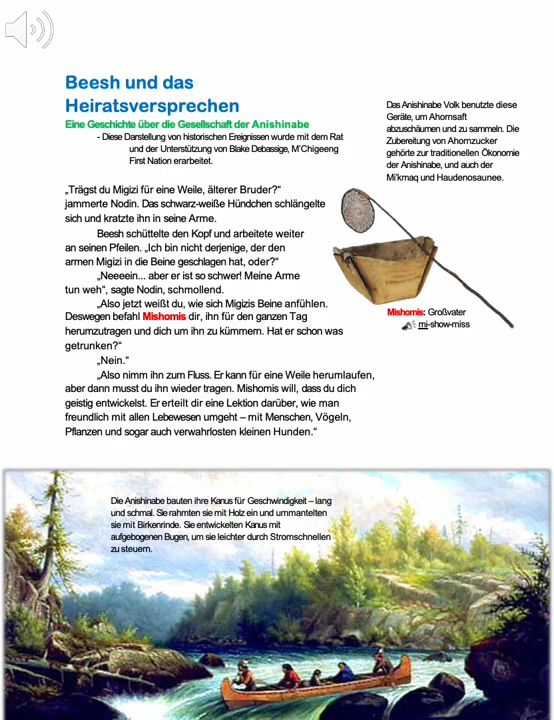 Beesh und das
Heiratsversprechen
Eine Geschichte über die Gesellschaft der Anishinabe
- Diese Darstellung von historischen Ereignissen wurde mit dem Rat
und der Unterstützung von Blake Debassige, M'Chigeeng
First Nation erarbeitet.
„Trägst du Migizi für eine Weile, älterer Bruder?“
jammerte Nodin. Das schwarz-weiße Hündchen schlängelte
sich und kratzte ihn in seine Arme.
Beesh schüttelte den Kopf und arbeitete weiter
an seinen Pfeilen. „Ich bin nicht derjenige, der den
armen Migizi in die Beine geschlagen hat, oder?“
„Neeeein... aber er ist so schwer! Meine Arme
tun weh“, sagte Nodin, schmollend.
„Also jetzt weißt du, wie sich Migizis Beine anfühlen.
Deswegen befahl Mishomis dir, ihn für den ganzen Tag
herumzutragen und dich um ihn zu kümmern. Hat er schon was
getrunken?“
„Nein.“
„Also nimm ihn zum Fluss. Er kann für eine Weile herumlaufen,
aber dann musst du ihn wieder tragen. Mishomis will, dass du dich
geistig entwickelst. Er erteilt dir eine Lektion darüber, wie man
freundlich mit allen Lebewesen umgeht – mit Menschen, Vögeln,
Pflanzen und sogar auch verwahrlosten kleinen Hunden.“
Das Anishinabe Volk benutzte diese
Geräte, um Ahornsaft
abzuschäumen und zu sammeln. Die
Zubereitung von Ahornzucker
gehörte zur traditionellen Ökonomie
der Anishinabe, und auch der
Mi'kmaq und Haudenosaunee.
Mishomis: Großvater
mi-show-miss
Die Anishinabe bauten ihre Kanus für Geschwindigkeit – lang
und schmal. Sie rahmten sie mit Holz ein und ummantelten
sie mit Birkenrinde. Sie entwickelten Kanus mit
aufgebogenen Bugen, um sie leichter durch Stromschnellen
zu steuern.